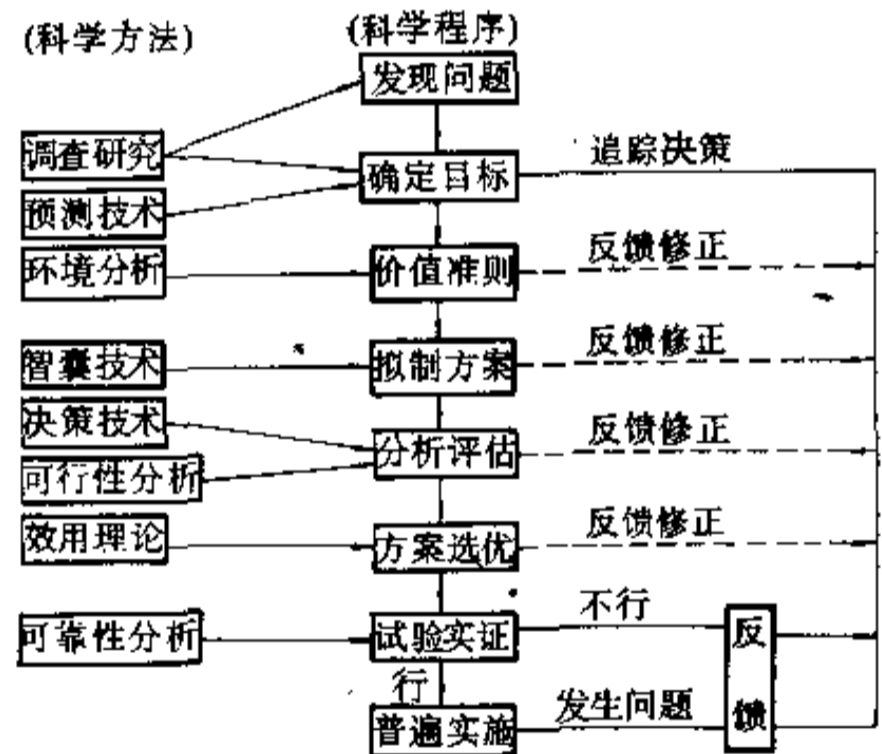 (科学方法) (科学程序)
发现问题
调查研究 确定目标 追踪决策
预测技术
环境分析 价值准则 反馈修正
智囊技术 拟制方案 反馈修正
决策技术
分析评估 反馈修正
可行性分析
效用理论 方案选优 反馈修正
可靠性分析 试验实证 不行 反馈
行
普遍实施 发生问题